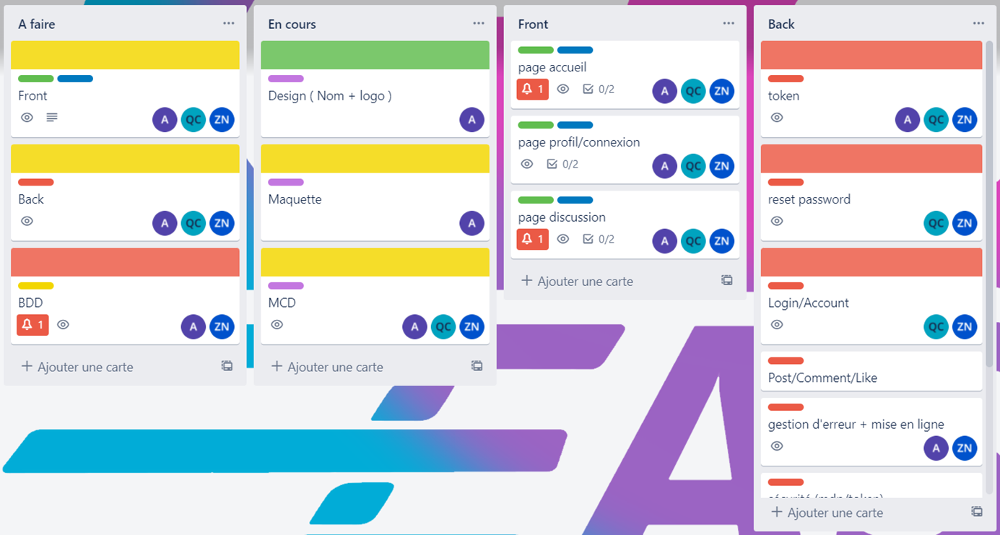 A faire
Front
A QC ZN
Back
A QC ZN
BDD
1
A ZN
Ajouter une carte
En cours
Design ( Nom + logo )
A
Maquette
A
MCD
A QC ZN
Ajouter une carte
Front
page accueil
1 0/2 A QC ZN
page profil/connexion
0/2 A QC ZN
page discussion
1 0/2 A QC ZN
Ajouter une carte
Back
token
A QC ZN
reset password
QC ZN
Login/Account
QC ZN
Post/Comment/Like
gestion d'erreur + mise en ligne
A ZN
sécurité (mdp/token)
Ajouter une carte